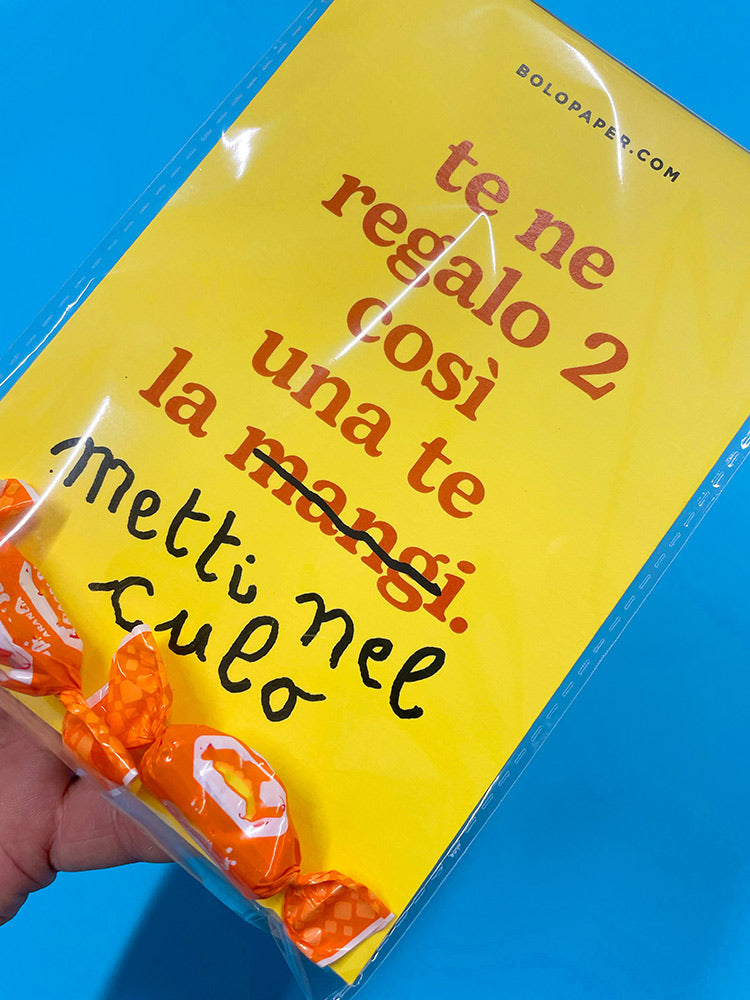 BOLOPAPER.COM
te ne
regalo 2
così
una te
la mangi.
metti nel
culo